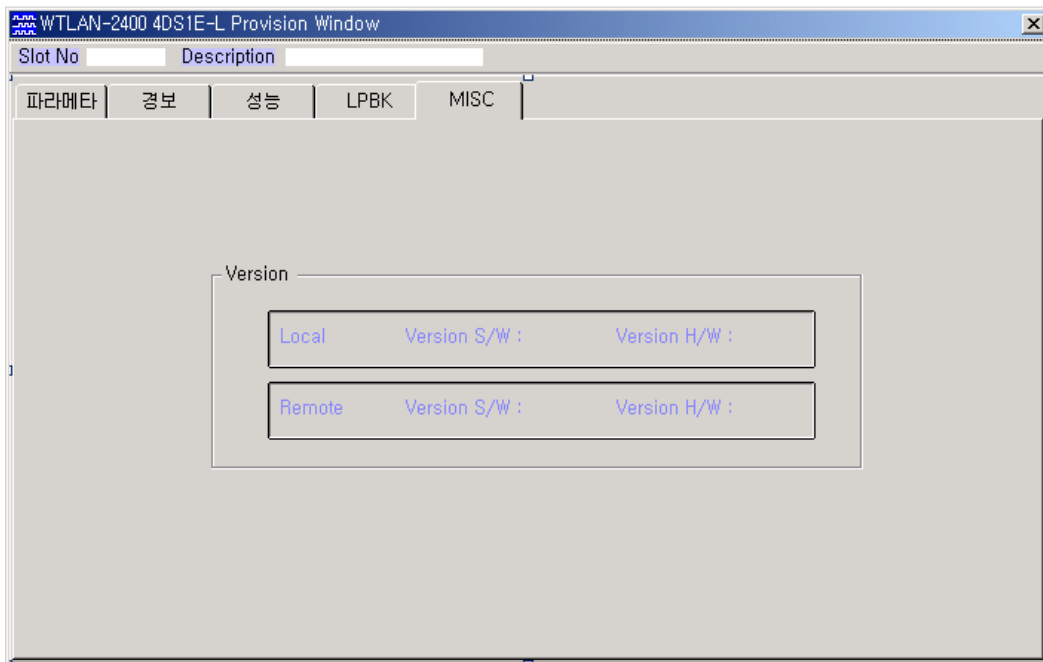 WTLAN-2400 4DS1E-L Provision Window
Slot No Description
파라메타 경보 성능 LPBK MISC
Version
Local Version S/W : Version H/W :
Remote Version S/W : Version H/W :